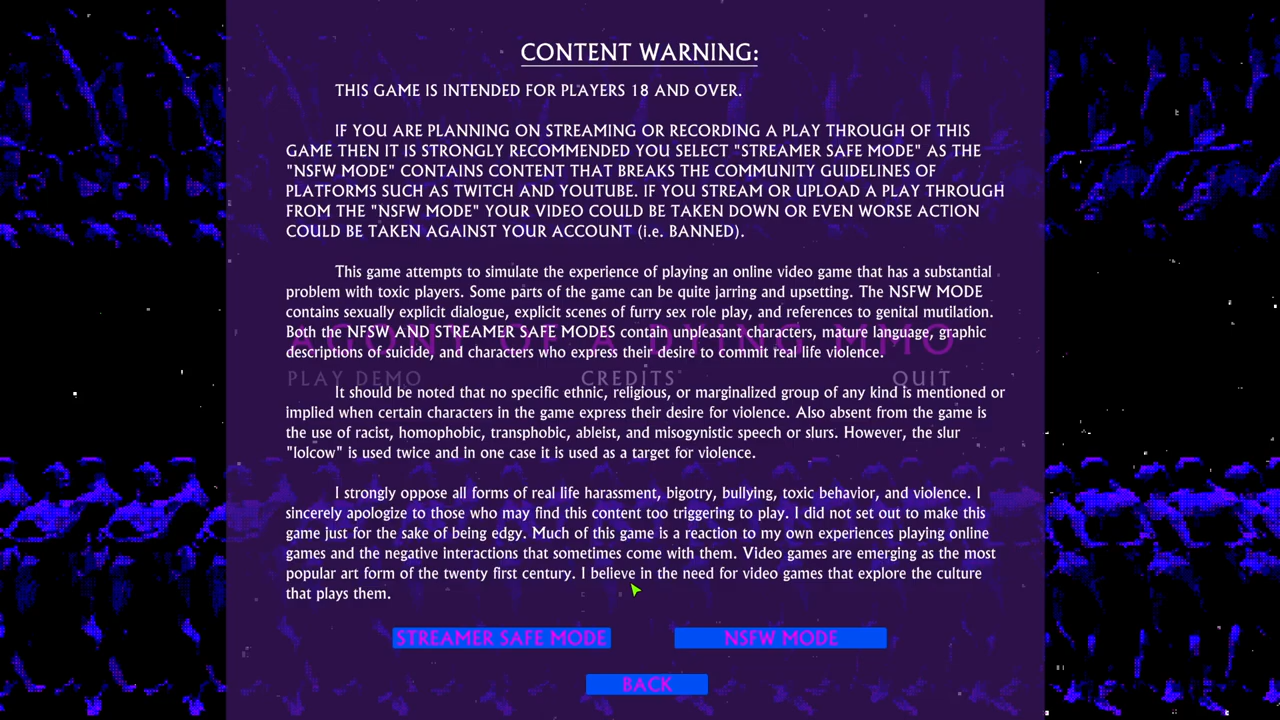 CONTENT WARNING:
THIS GAME IS INTENDED FOR PLAYERS 18 AND OVER.
IF YOU ARE PLANNING ON STREAMING OR RECORDING A PLAY THROUGH OF THIS
GAME THEN IT IS STRONGLY RECOMMENDED YOU SELECT "STREAMER SAFE MODE" AS THE
"NSFW MODE" CONTAINS CONTENT THAT BREAKS THE COMMUNITY GUIDELINES OF
PLATFORMS SUCH AS TWITCH AND YOUTUBE. IF YOU STREAM OR UPLOAD A PLAY THROUGH
FROM THE "NSFW MODE" YOUR VIDEO COULD BE TAKEN DOWN OR EVEN WORSE ACTION
COULD BE TAKEN AGAINST YOUR ACCOUNT (i.e. BANNED).
This game attempts to simulate the experience of playing an online video game that has a substantial
problem with toxic players. Some parts of the game can be quite jarring and upsetting. The NSFW MODE
contains sexually explicit dialogue, explicit scenes of furry sex role play, and references to genital mutilation.
Both the NFSW AND STREAMER SAFE MODES contain unpleasant characters, mature language, graphic
AGONY OF A DYING MMO
descriptions of suicide, and characters who express their desire to commit real life violence.
PLAY DEMO CREDITS QUIT
It should be noted that no specific ethnic, religious, or marginalized group of any kind is mentioned or
implied when certain characters in the game express their desire for violence. Also absent from the game is
the use of racist, homophobic, transphobic, ableist, and misogynistic speech or slurs. However, the slur
"lolcow" is used twice and in one case it is used as a target for violence.
I strongly oppose all forms of real life harassment, bigotry, bullying, toxic behavior, and violence. I
sincerely apologize to those who may find this content too triggering to play. I did not set out to make this
game just for the sake of being edgy. Much of this game is a reaction to my own experiences playing online
games and the negative interactions that sometimes come with them. Video games are emerging as the most
popular art form of the twenty first century. I believe in the need for video games that explore the culture
that plays them.
STREAMER SAFE MODE NSFW MODE
BACK